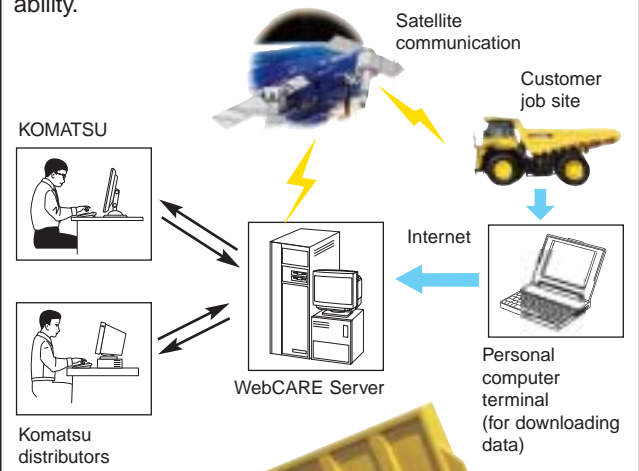 ability.
Satellite
communication
Customer
job site
KOMATSU
Internet
WebCARE Server
Personal
computer
terminal
(for downloading
data)
Komatsu
distributors